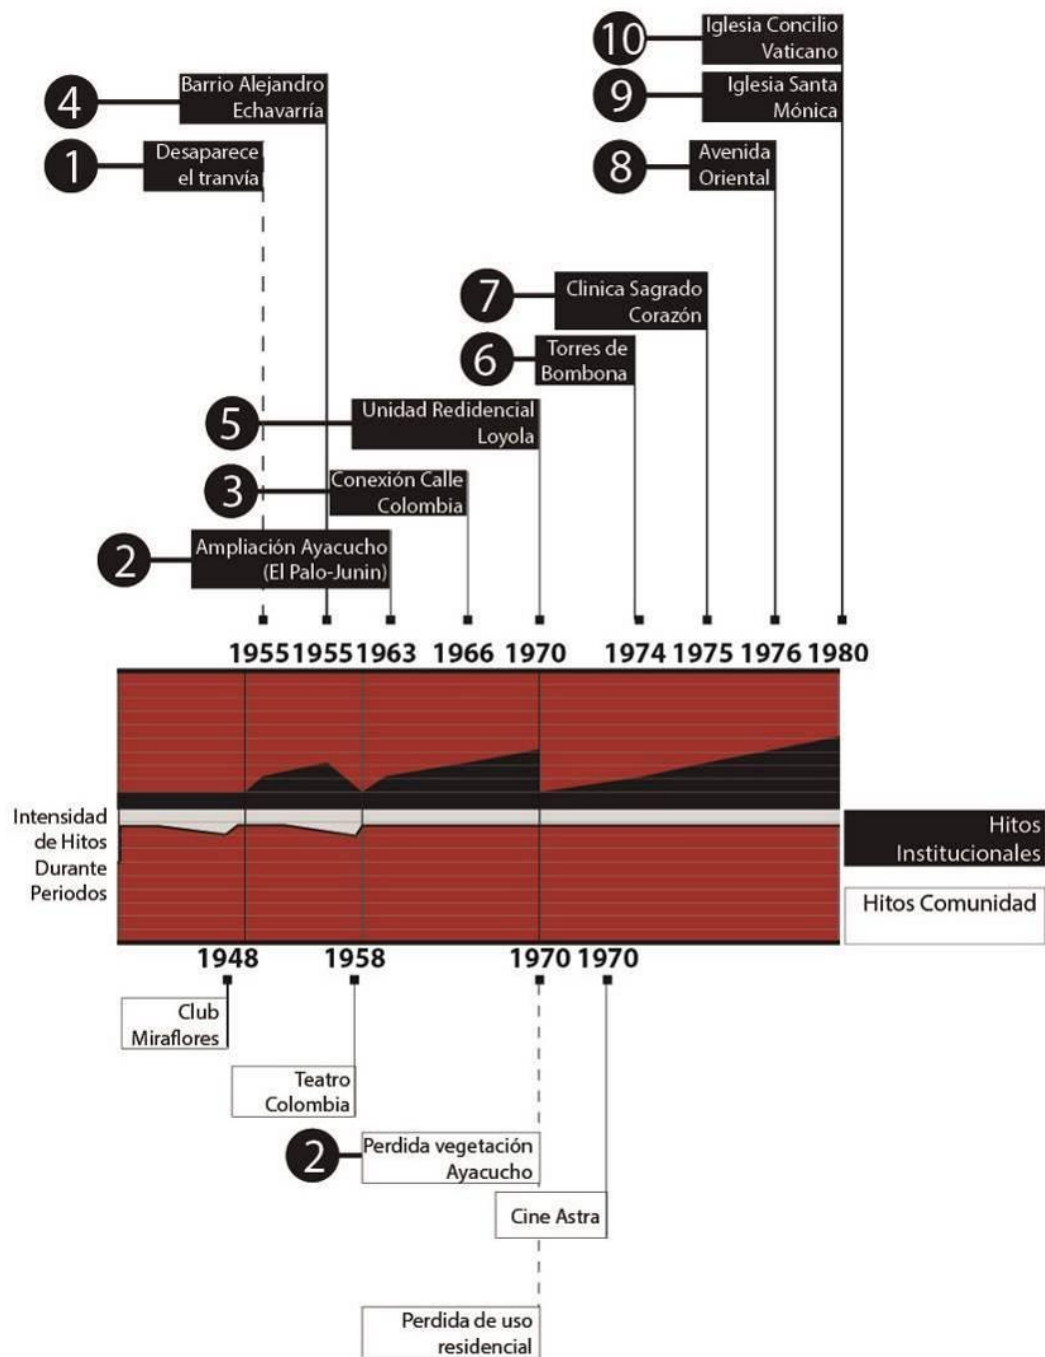 10
Iglesia Concilio
Vaticano
4
Barrio Alejandro
Echavarría
9
Iglesia Santa
Mónica
1
Desaparece
el tranvía
8
Avenida
Oriental
7
Clinica Sagrado
Corazón
6
Torres de
Bombona
5
Unidad Redidencial
Loyola
3
Conexión Calle
Colombia
2
Ampliación Ayacucho
(El Palo-Junin)
1955 1955 1963 1966 1970 1974 1975 1976 1980
Intensidad
de Hitos
Durante
Periodos
Hitos
Institucionales
Hitos Comunidad
1948 1958 1970 1970
Club
Miraflores
Teatro
Colombia
2
Perdida vegetación
Ayacucho
Cine Astra
Perdida de uso
residencial